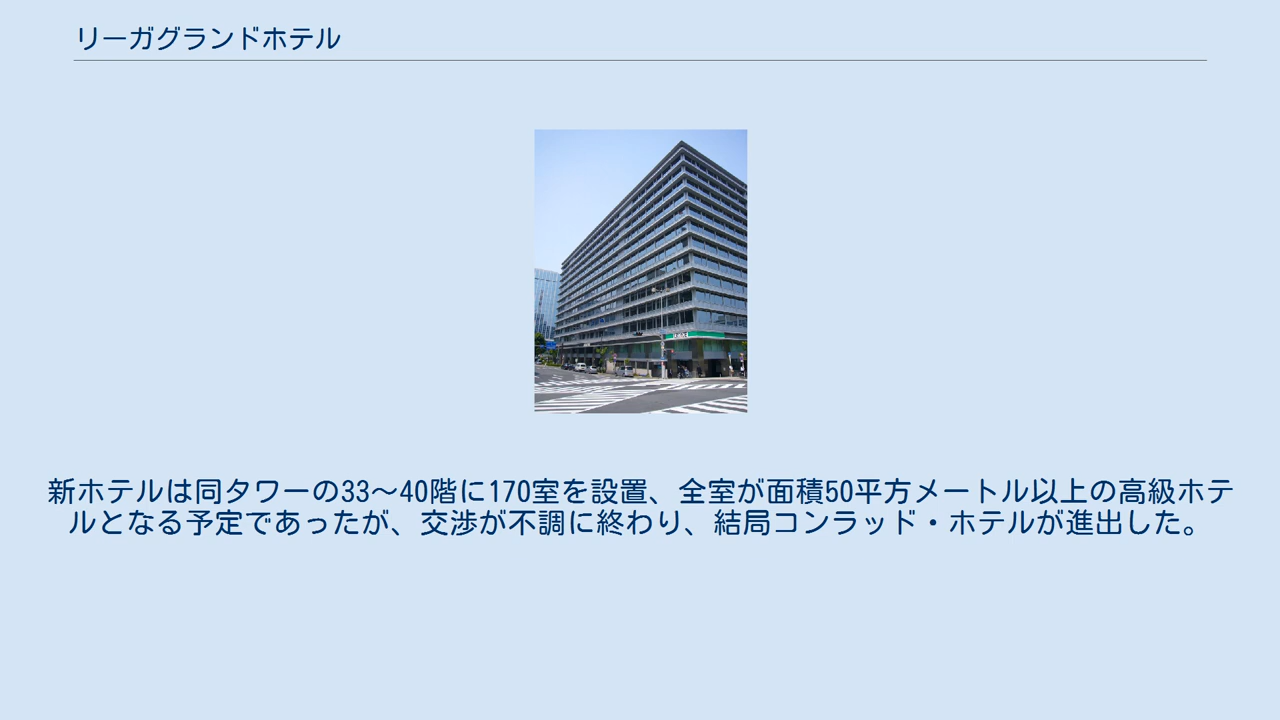 リーガグランドホテル
新ホテルは同タワーの33～40階に170室を設置、全室が面積50平方メートル以上の高級ホテ
ルとなる予定であったが、交渉が不調に終わり、結局コンラッド・ホテルが進出した。